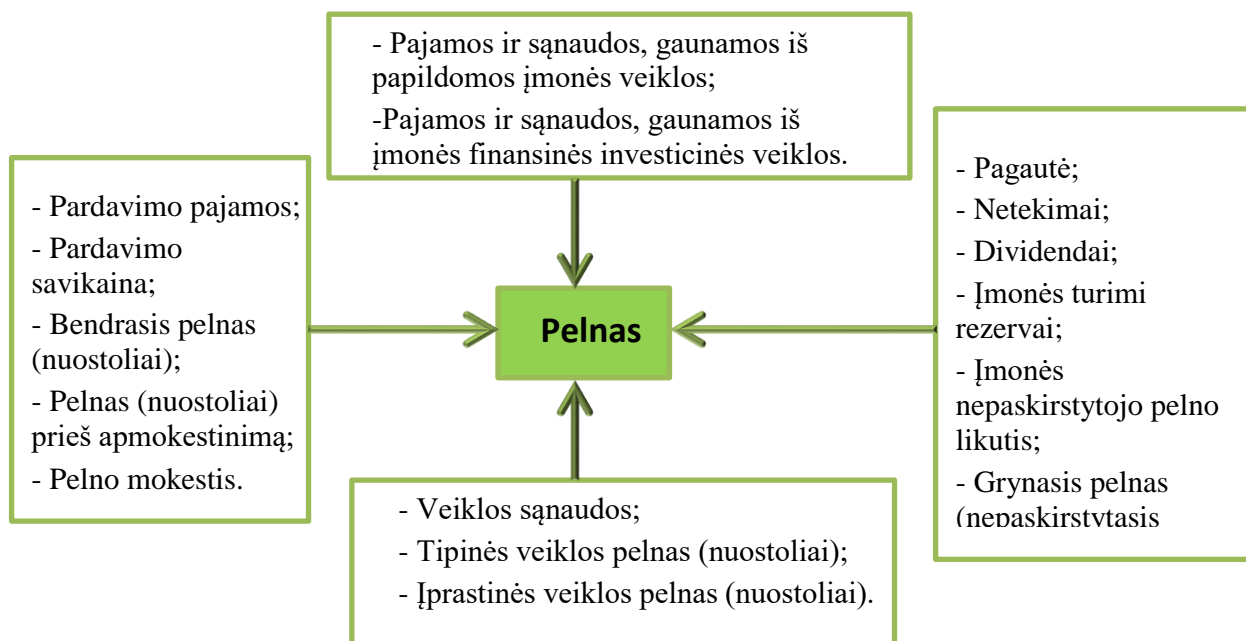 - Pajamos ir sąnaudos, gaunamos iš
papildomos įmonės veiklos;
-Pajamos ir sąnaudos, gaunamos iš
įmonės finansinės investicinės veiklos.
- Pardavimo pajamos;
- Pardavimo
savikaina;
- Bendrasis pelnas
(nuostoliai);
- Pelnas (nuostoliai)
prieš apmokestinimą;
- Pelno mokestis.
Pelnas
- Pagautė;
- Netekimai;
- Dividendai;
- Įmonės turimi
rezervai;
- Įmonės
nepaskirstytojo pelno
likutis;
- Grynasis pelnas
(nepaskirstytasis
- Veiklos sąnaudos;
- Tipinės veiklos pelnas (nuostoliai);
- Įprastinės veiklos pelnas (nuostoliai).